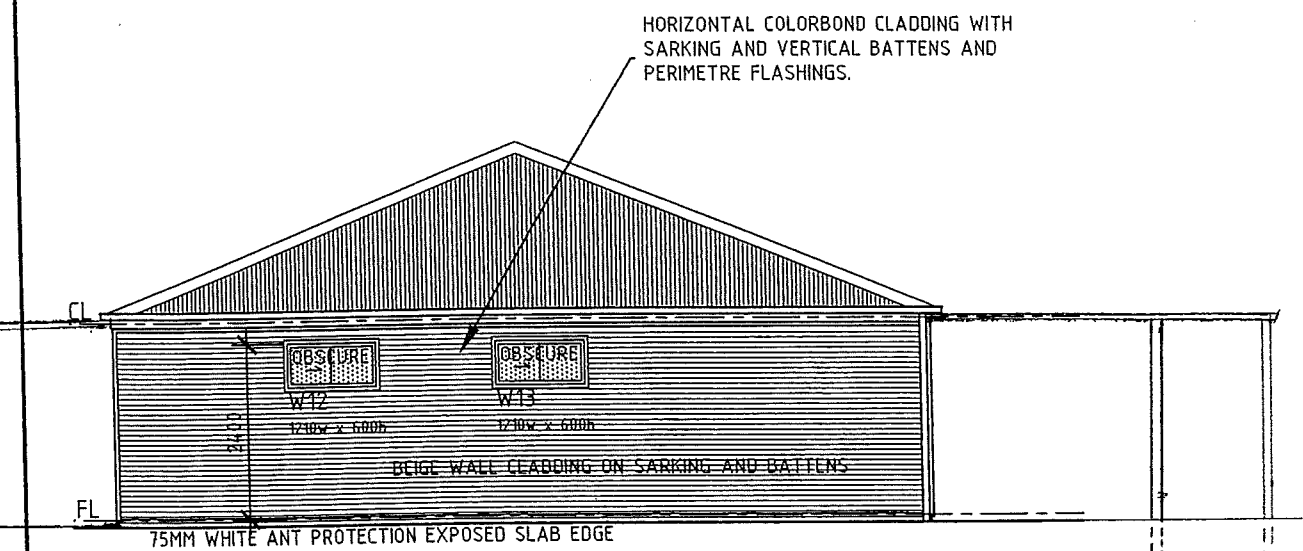 HORIZONTAL COLORBOND CLADDING WITH
SARKING AND VERTICAL BATTENS AND
PERIMETRE FLASHINGS.
CL
OBSCURE
OBSCURE
W12
W13
1210w x 600h
1210w x 600h
2400
BEIGE WALL CLADDING ON SARKING AND BATTENS
FL
75MM WHITE ANT PROTECTION EXPOSED SLAB EDGE